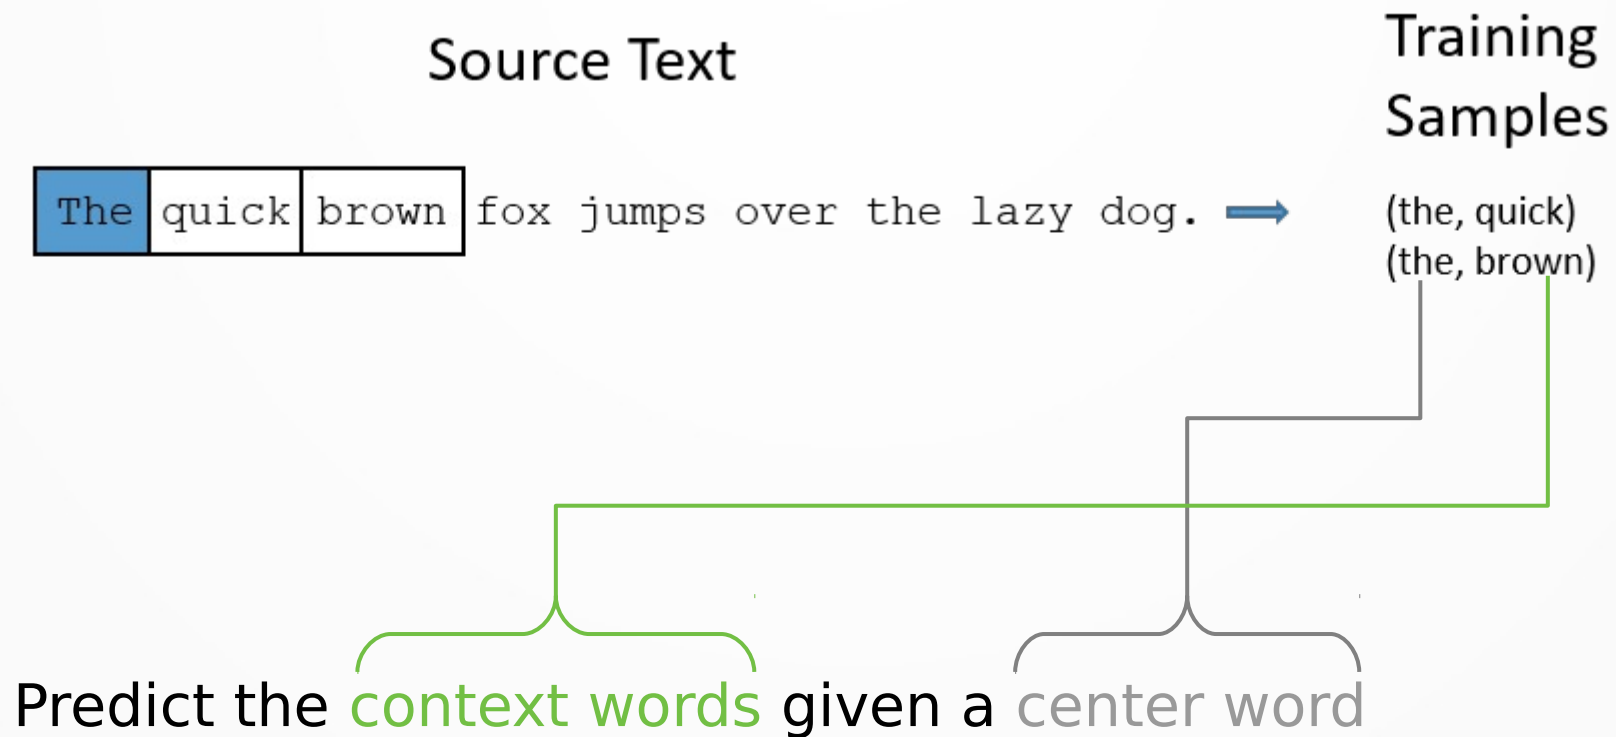 Source Text
Training
Samples
The quick brown fox jumps over the lazy dog.
(the, quick)
(the, brown)
Predict the context words given a center word